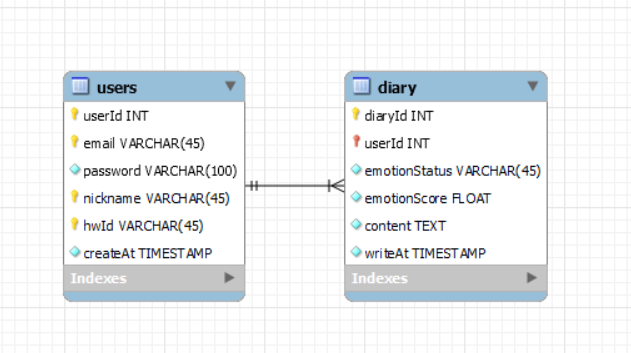 users
userId INT
email VARCHAR(45)
password VARCHAR(100)
nickname VARCHAR(45)
hwId VARCHAR(45)
createAt TIMESTAMP
Indexes
diary
diaryId INT
userId INT
emotionStatus VARCHAR(45)
emotionScore FLOAT
content TEXT
writeAt TIMESTAMP
Indexes